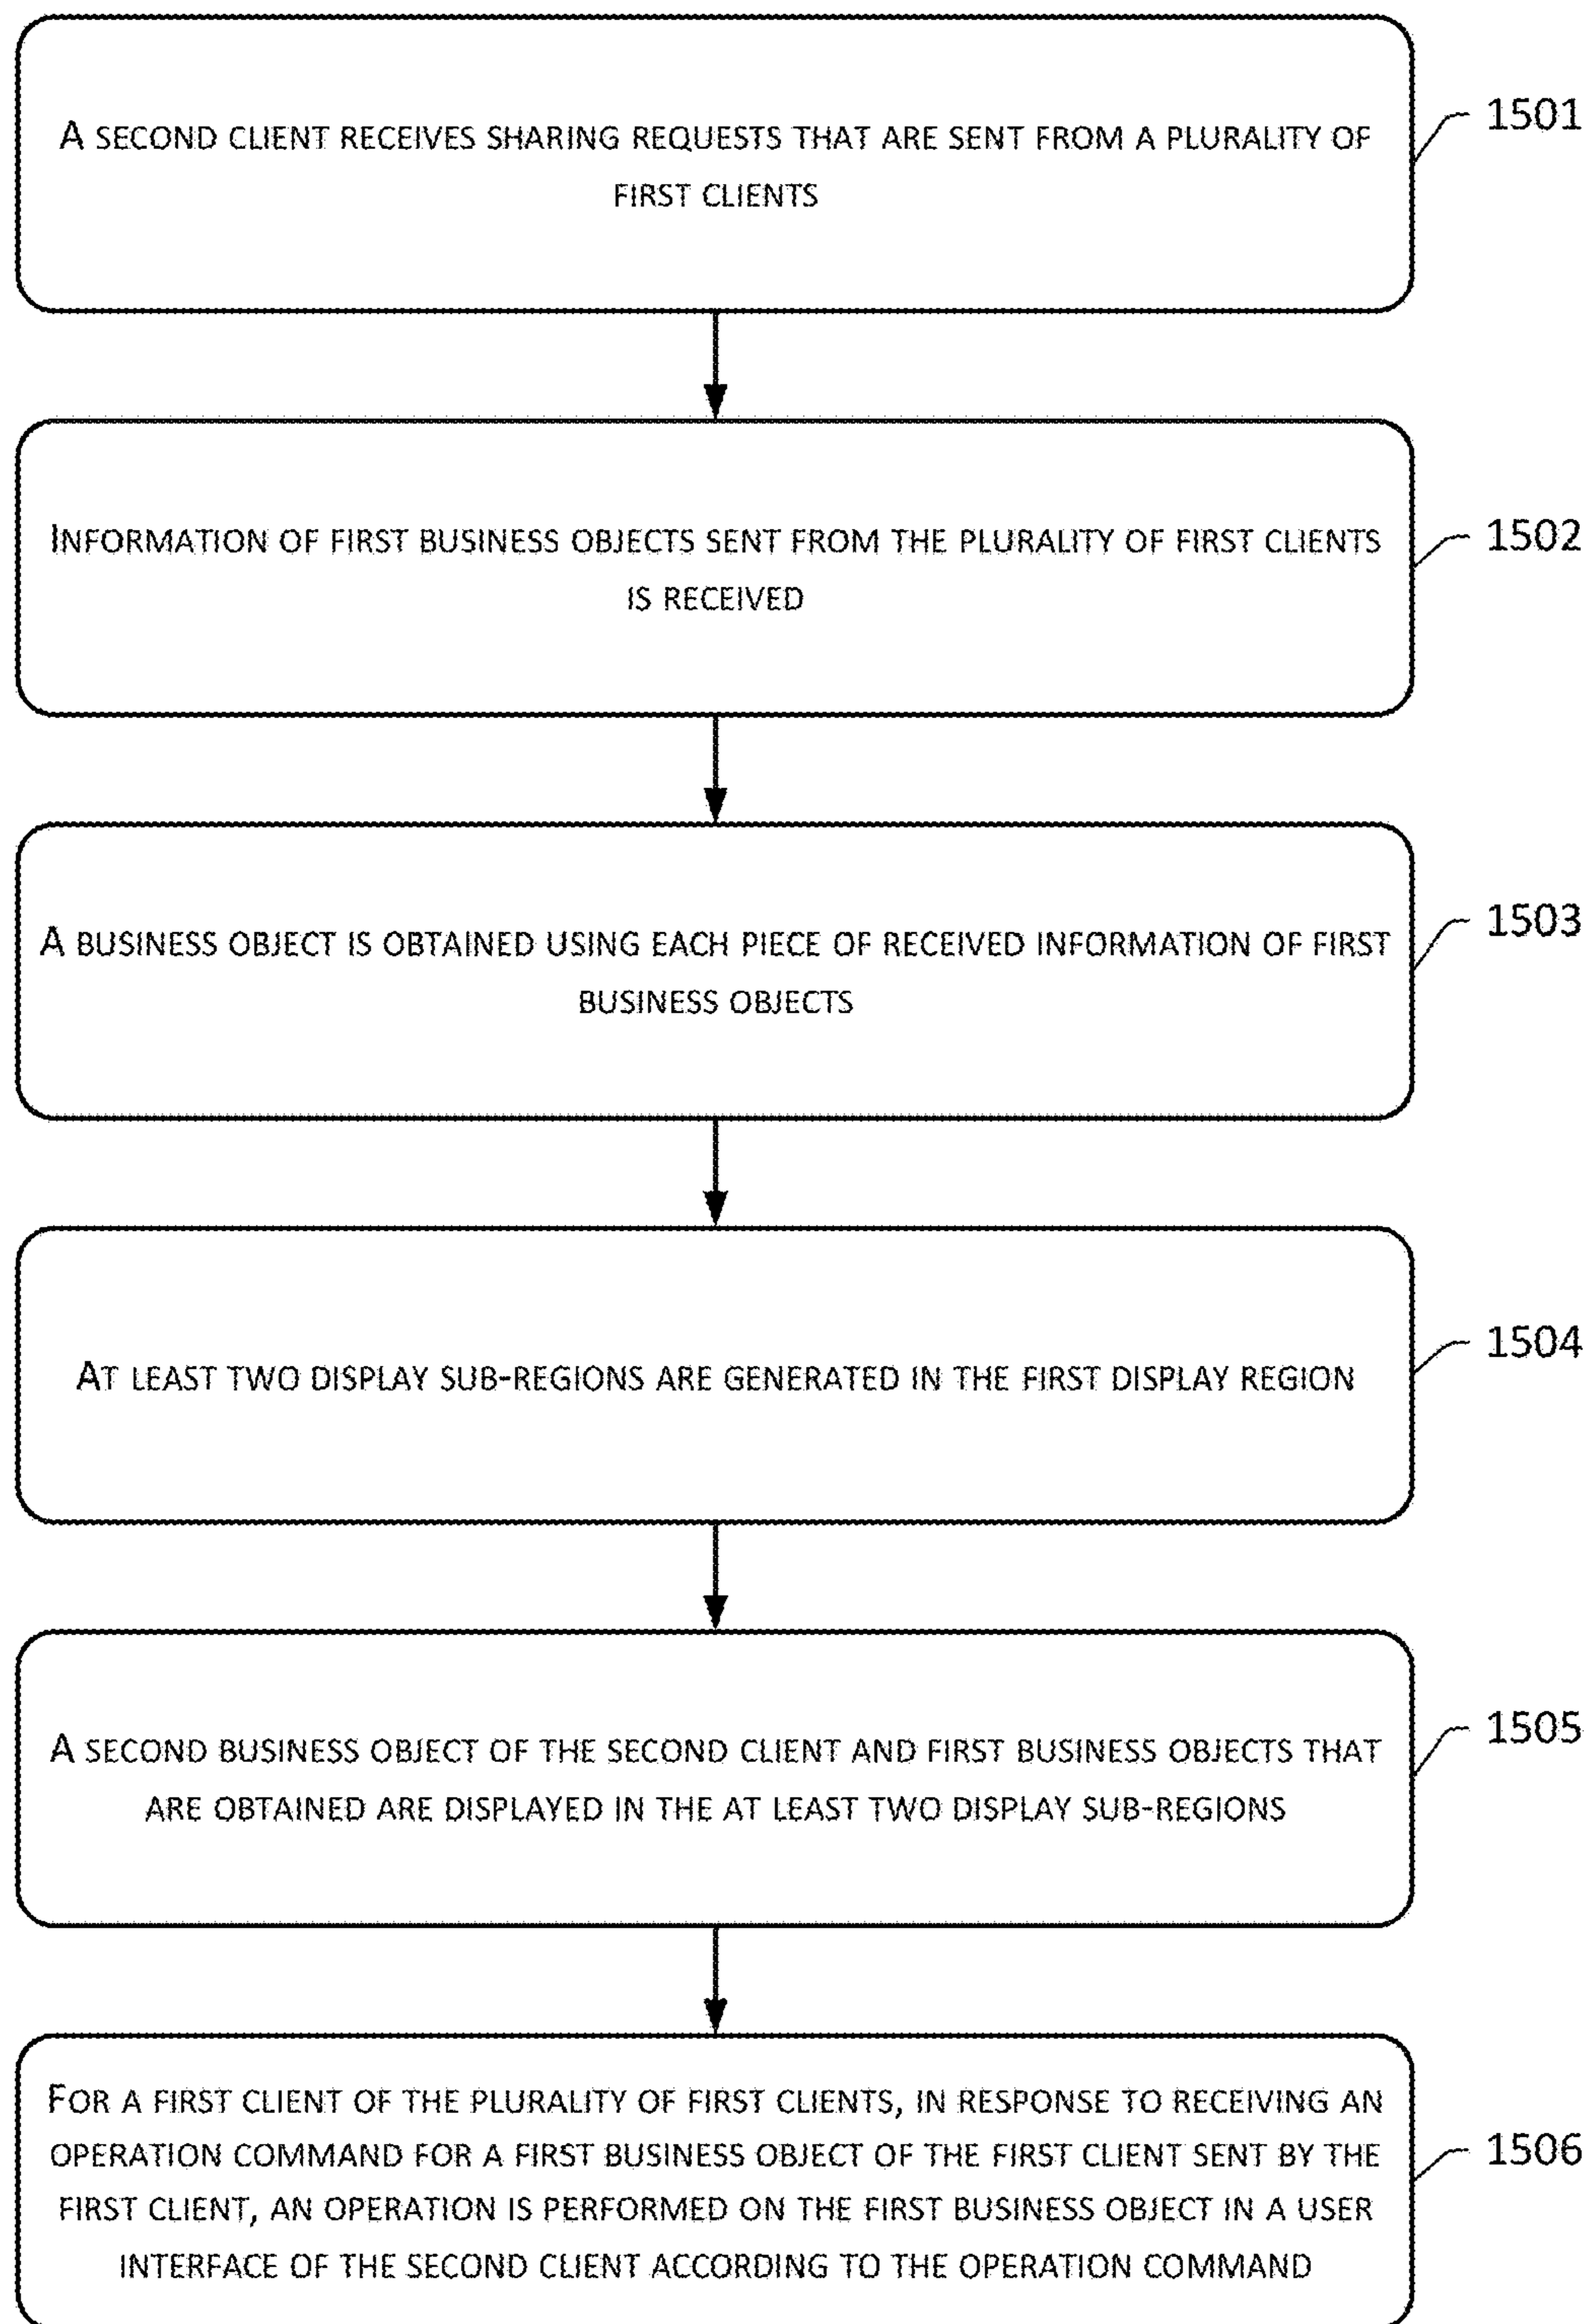 A SECOND CLIENT RECEIVES SHARING REQUESTS THAT ARE SENT FROM A PLURALITY OF
FIRST CLIENTS
1501
INFORMATION OF FIRST BUSINESS OBJECTS SENT FROM THE PLURALITY OF FIRST CLIENTS
IS RECEIVED
1502
A BUSINESS OBJECT IS OBTAINED USING EACH PIECE OF RECEIVED INFORMATION OF FIRST
BUSINESS OBJECTS
1503
AT LEAST TWO DISPLAY SUB-REGIONS ARE GENERATED IN THE FIRST DISPLAY REGION
1504
A SECOND BUSINESS OBJECT OF THE SECOND CLIENT AND FIRST BUSINESS OBJECTS THAT
ARE OBTAINED ARE DISPLAYED IN THE AT LEAST TWO DISPLAY SUB-REGIONS
1505
FOR A FIRST CLIENT OF THE PLURALITY OF FIRST CLIENTS, IN RESPONSE TO RECEIVING AN
OPERATION COMMAND FOR A FIRST BUSINESS OBJECT OF THE FIRST CLIENT SENT BY THE
FIRST CLIENT, AN OPERATION IS PERFORMED ON THE FIRST BUSINESS OBJECT IN A USER
INTERFACE OF THE SECOND CLIENT ACCORDING TO THE OPERATION COMMAND
1506